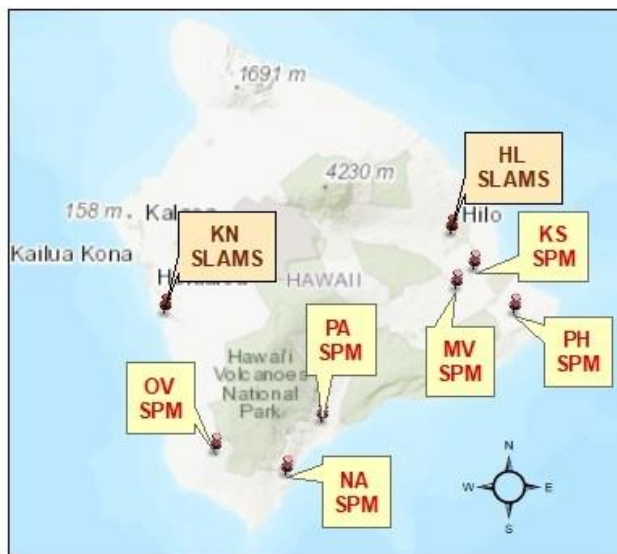 1691 m
HL
SLAMS
4230 m
158 m
Hilo
KN
SLAMS
KS
SPM
Kailua Kona
HAWAII
PA
SPM
MV
SPM
PH
SPM
Hawai'i
Volcanoes
National
Park
OV
SPM
NA
SPM
N
W
E
S